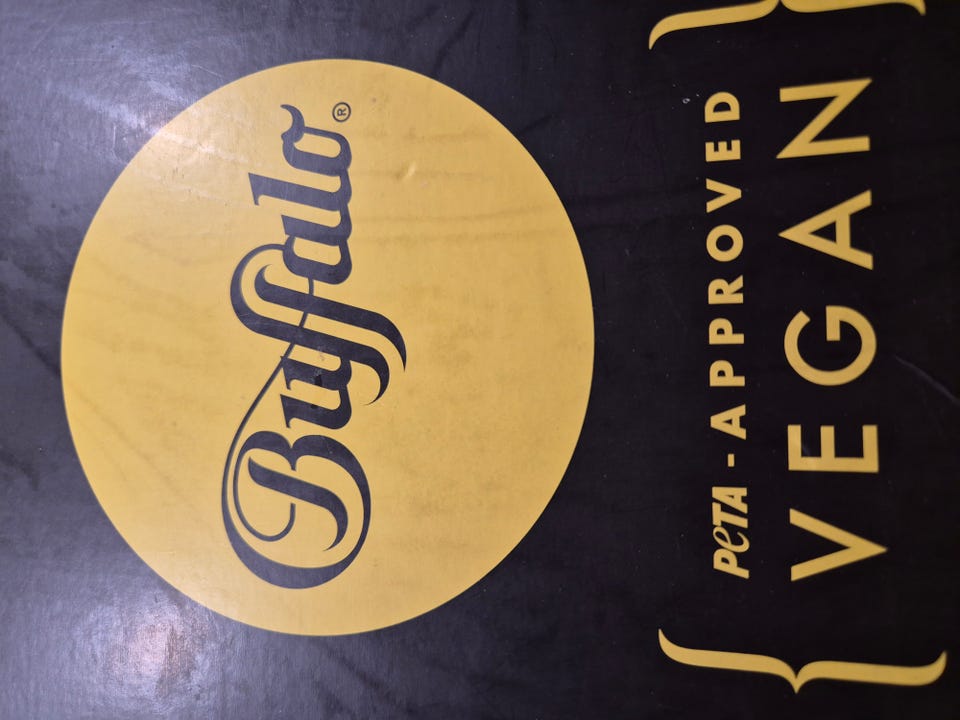 Buffalo®
PETA - APPROVED
VEGAN